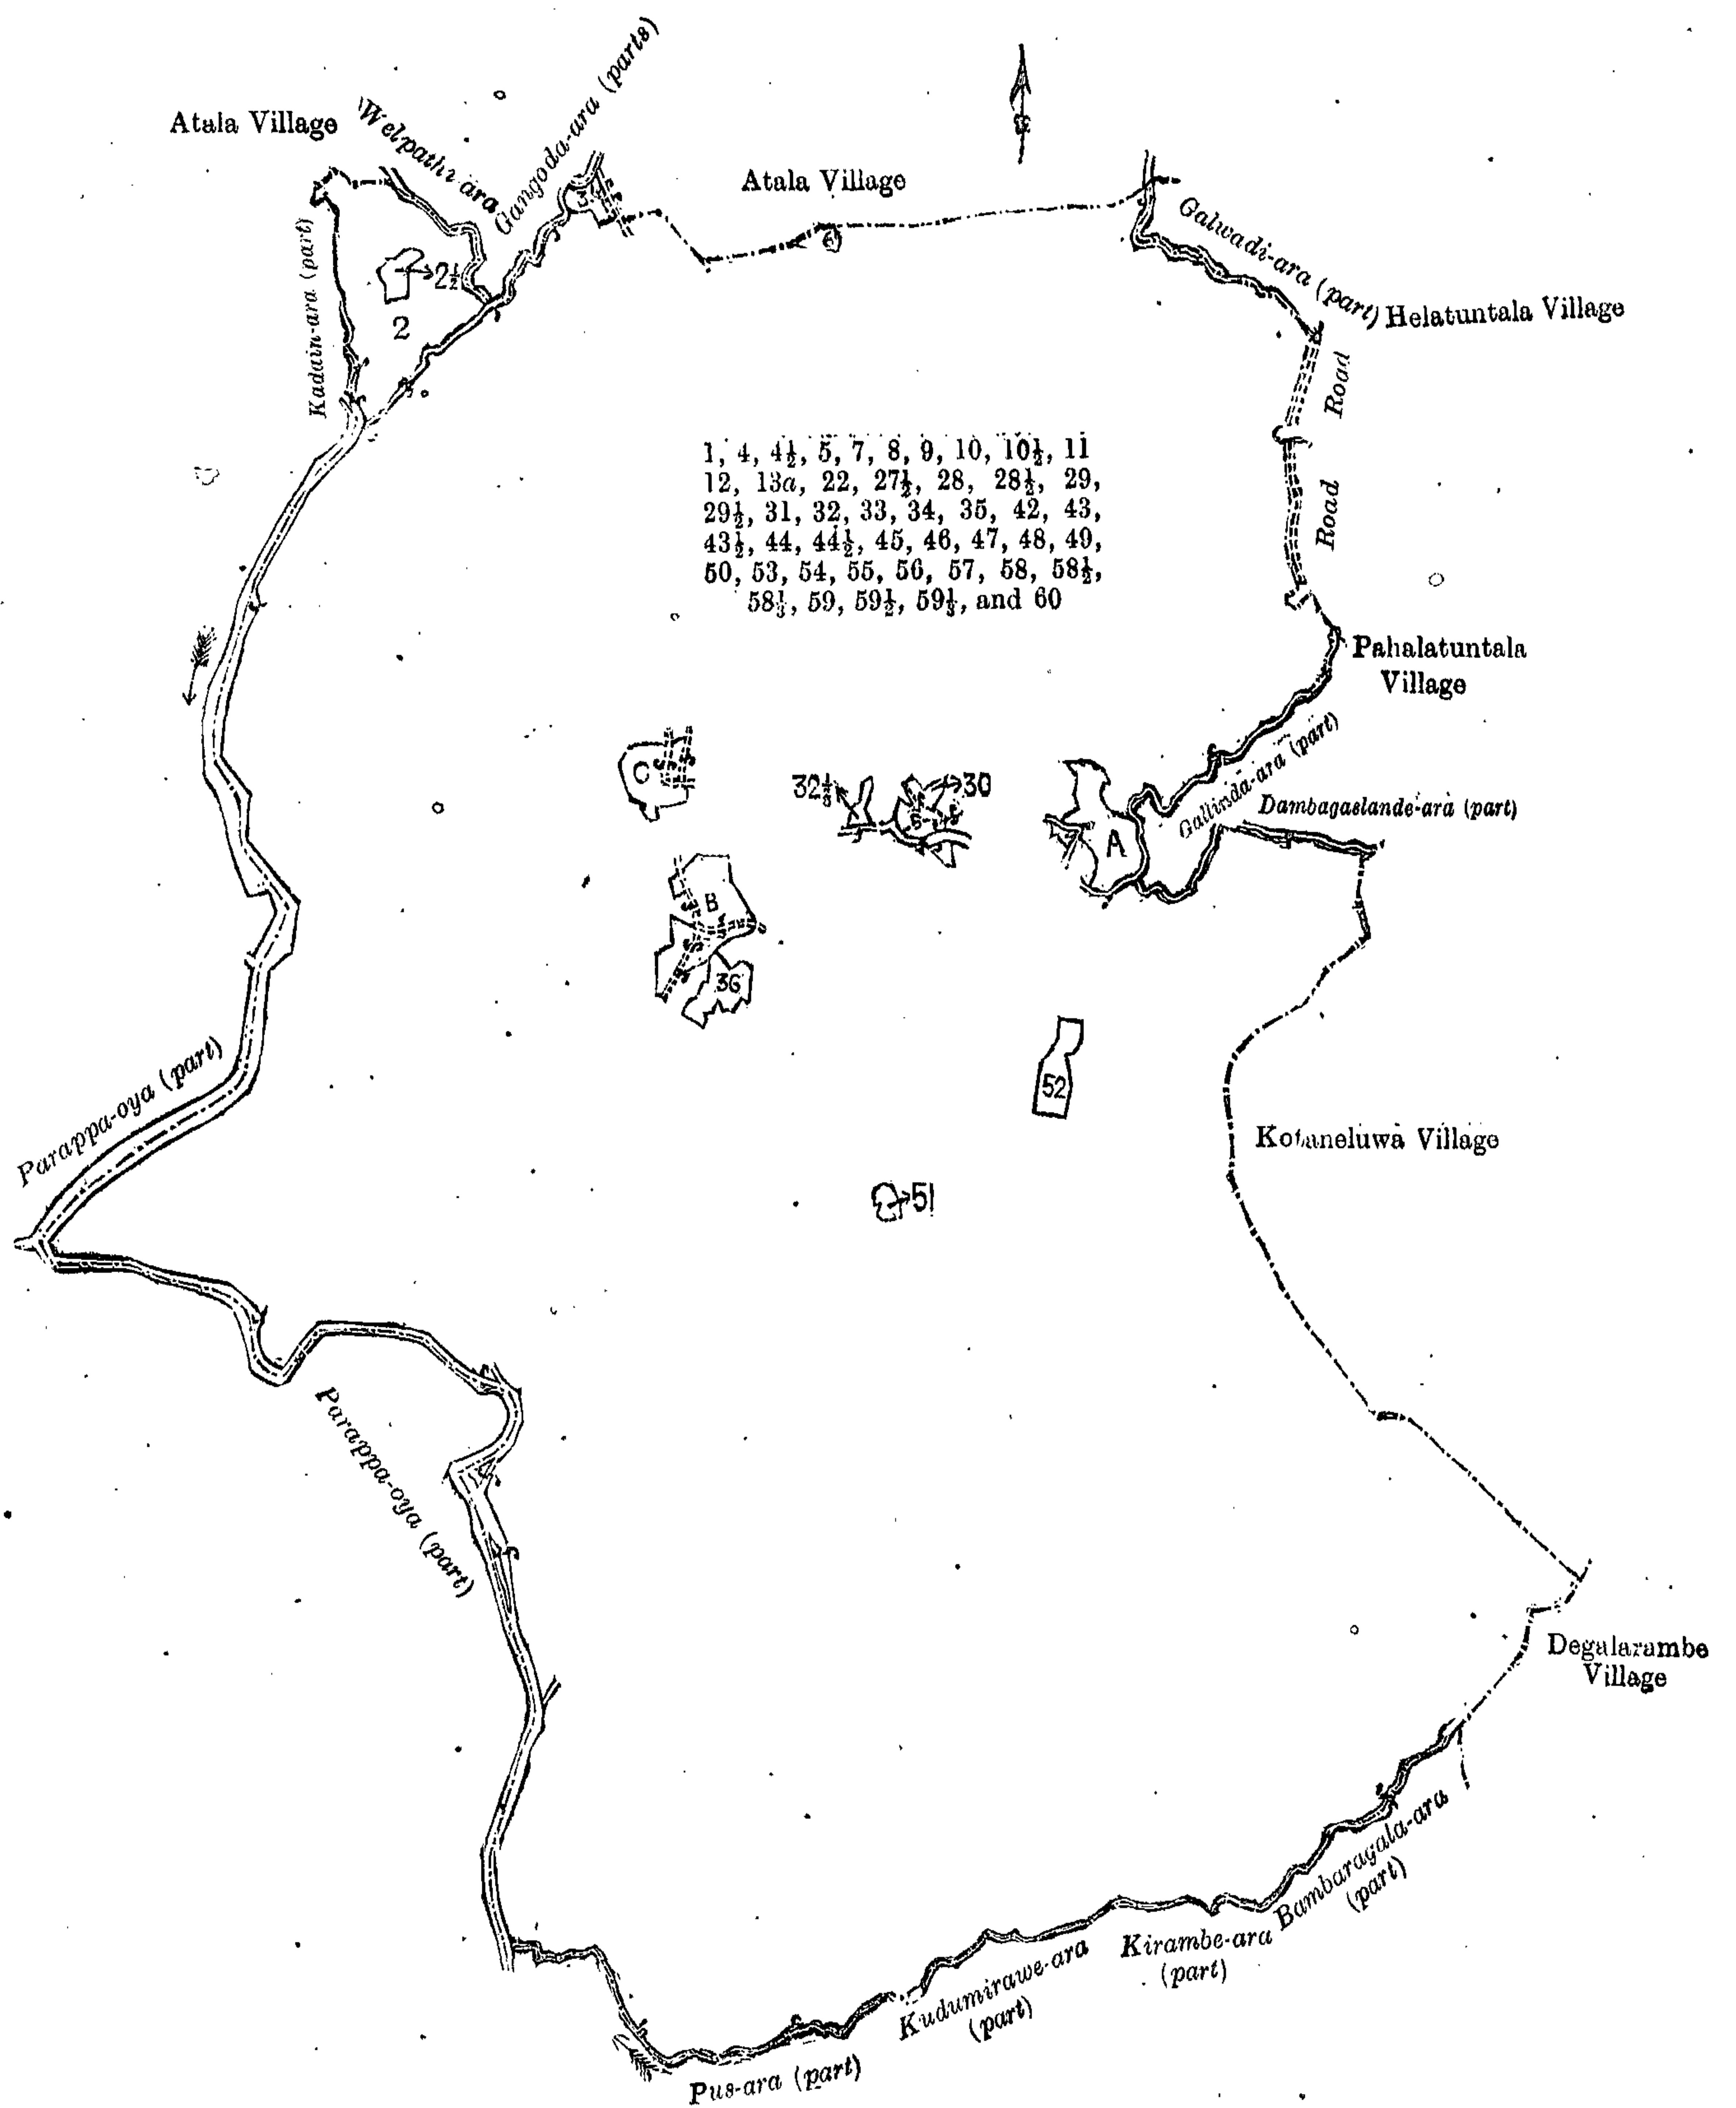 Atala Village
Welpathi-ara
Gangoda-ara (parts)
Atala Village
Galwadi-ara (part)
Helatuntala Village
Kadain-ara (part)
3
6
2½
2
Road
Road
1, 4, 4½, 5, 7, 8, 9, 10, 10½, 11
12, 13a, 22, 27½, 28, 28½, 29,
29½, 31, 32, 33, 34, 35, 42, 43,
43½, 44, 44½, 45, 46, 47, 48, 49,
50, 53, 54, 55, 56, 57, 58, 58½,
58⅓, 59, 59½, 59⅓, and 60
Pahalatuntala
Village
C
32⅓
30
A
Gallinda-ara (part)
Dambagaslande-ara (part)
B
36
52
Parappa-oya (part)
Kotaneluwa Village
51
Parappa-oya (part)
Degalarambe
Village
Bambaragala-ara
(part)
Kirambe-ara
(part)
Kudumirawe-ara
(part)
Pus-ara (part)